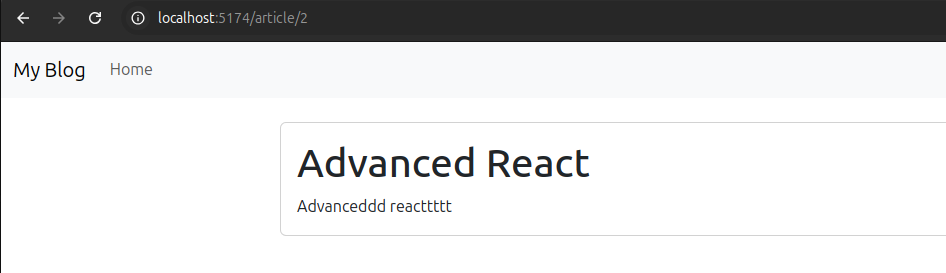 localhost:5174/article/2
My Blog Home
Advanced React
Advanceddd reacttttt